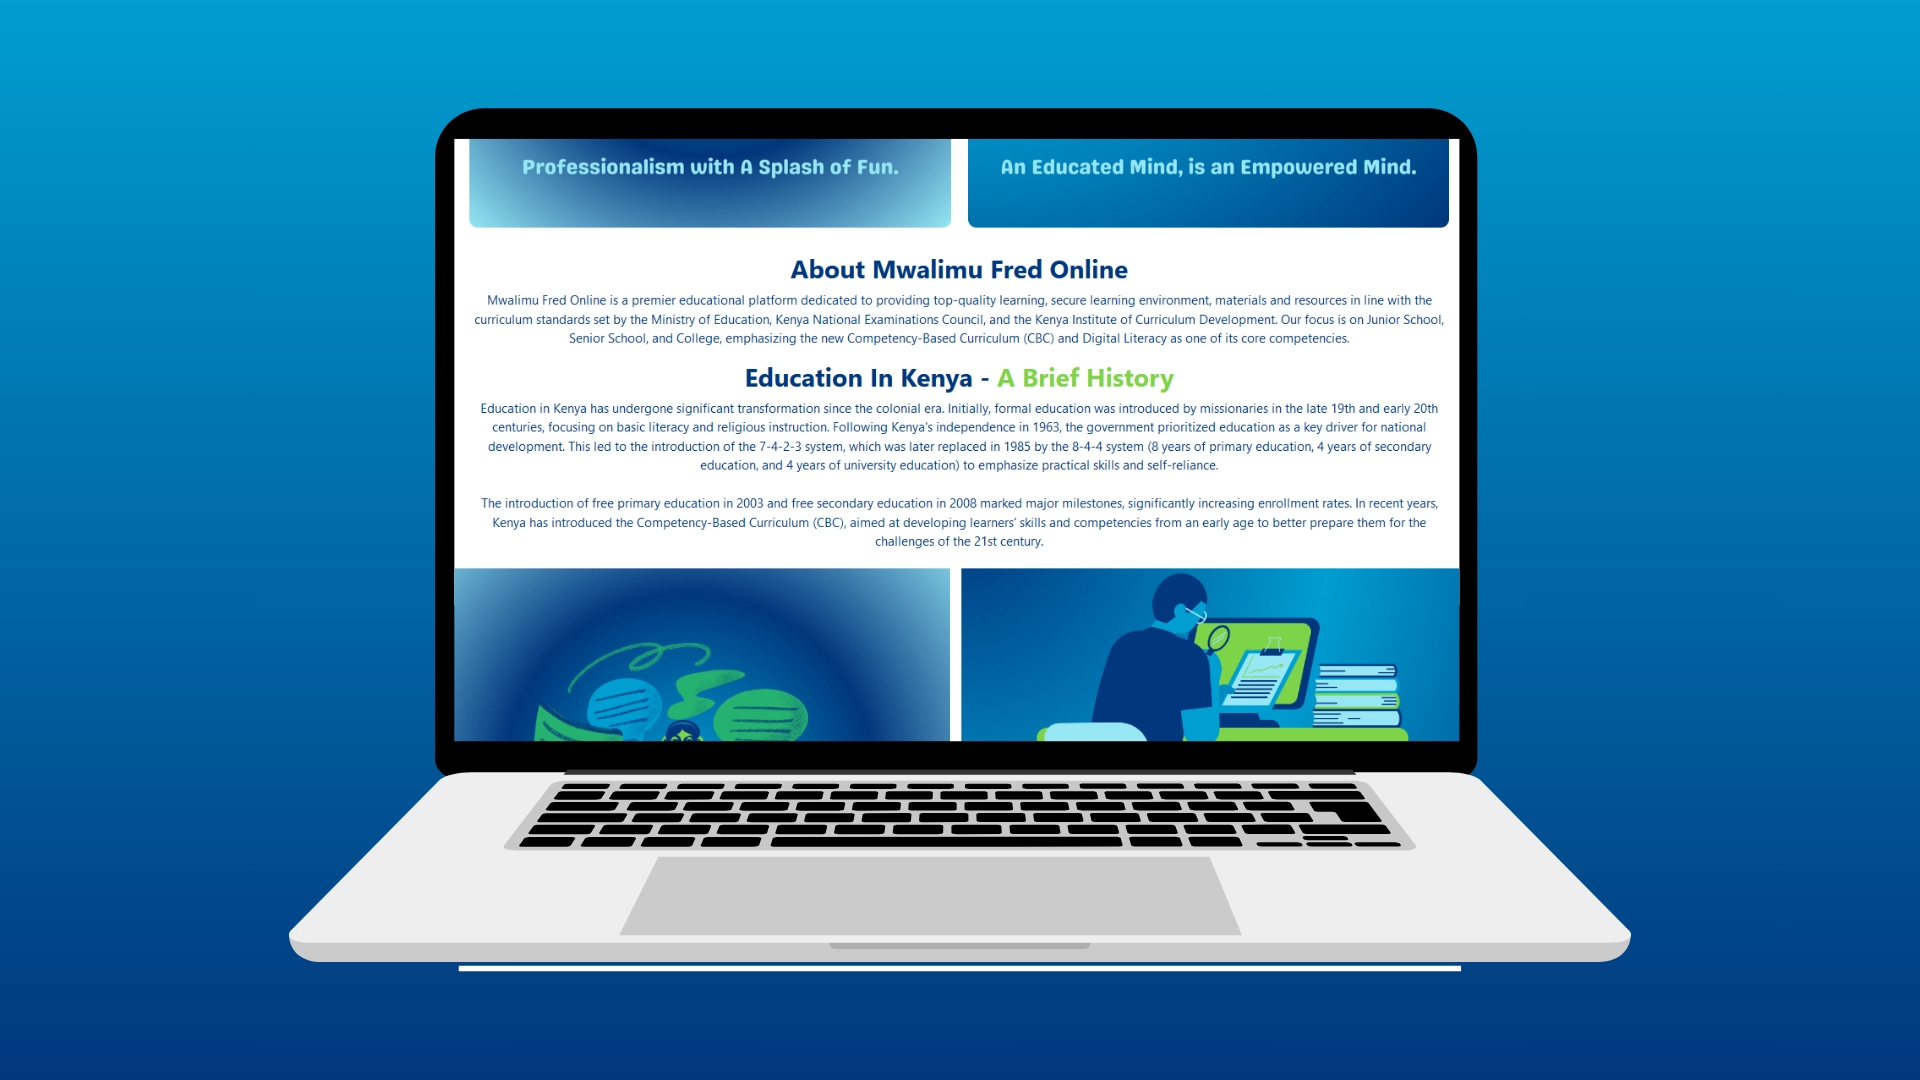 Professionalism with A Splash of Fun.
An Educated Mind, is an Empowered Mind.
About Mwalimu Fred Online
Mwalimu Fred Online is a premier educational platform dedicated to providing top-quality learning, secure learning environment, materials and resources in line with the
curriculum standards set by the Ministry of Education, Kenya National Examinations Council, and the Kenya Institute of Curriculum Development. Our focus is on Junior School,
Senior School, and College, emphasizing the new Competency-Based Curriculum (CBC) and Digital Literacy as one of its core competencies.
Education In Kenya - A Brief History
Education in Kenya has undergone significant transformation since the colonial era. Initially, formal education was introduced by missionaries in the late 19th and early 20th
centuries, focusing on basic literacy and religious instruction. Following Kenya's independence in 1963, the government prioritized education as a key driver for national
development. This led to the introduction of the 7-4-2-3 system, which was later replaced in 1985 by the 8-4-4 system (8 years of primary education, 4 years of secondary
education, and 4 years of university education) to emphasize practical skills and self-reliance.
The introduction of free primary education in 2003 and free secondary education in 2008 marked major milestones, significantly increasing enrollment rates. In recent years,
Kenya has introduced the Competency-Based Curriculum (CBC), aimed at developing learners' skills and competencies from an early age to better prepare them for the
challenges of the 21st century.